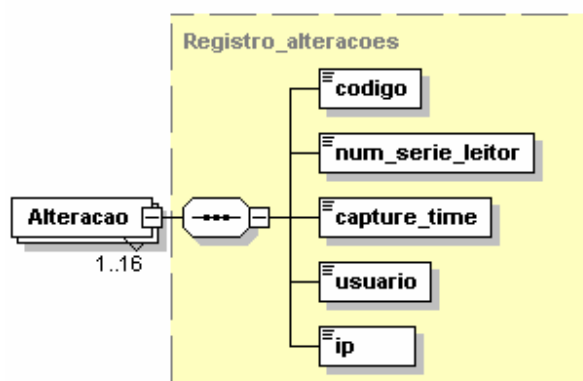 Registro_alteracoes
codigo
num_serie_leitor
Alteracao
capture_time
1..16
usuario
ip